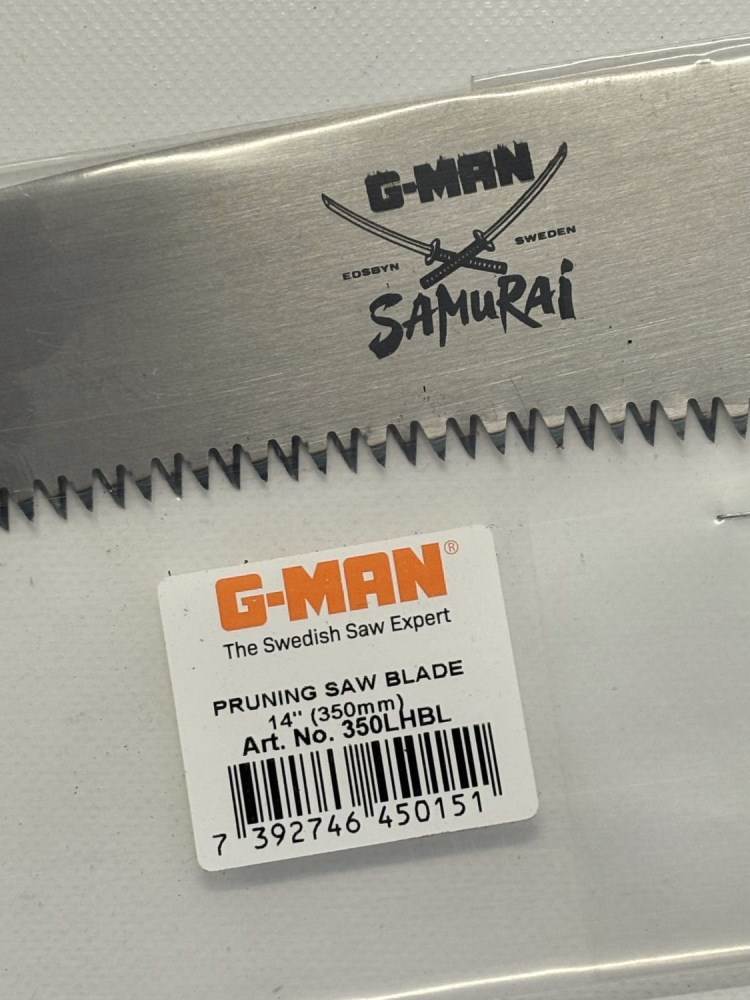 G-MAN
EDSBYN SWEDEN
SAMURAi
G-MAN®
The Swedish Saw Expert
PRUNING SAW BLADE
14" (350mm)
Art. No. 350LHBL
7 392746 450151